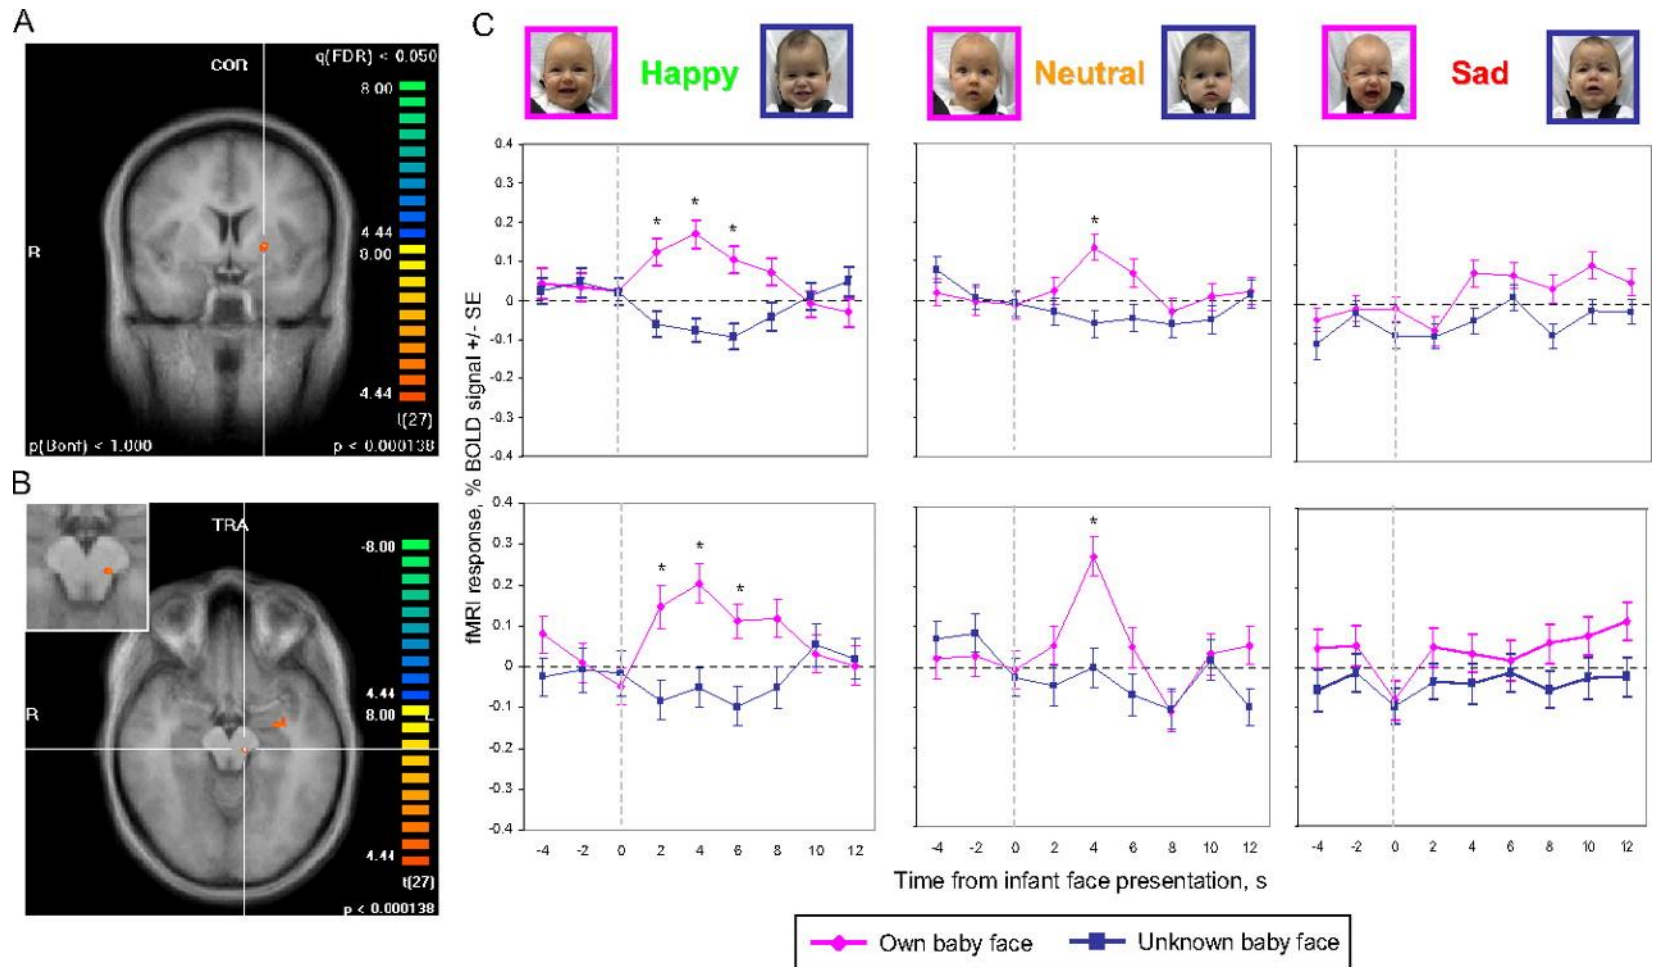 A
COR
q(FDR) < 0.050
8.00
4.44
8.00
4.44
R
t(27)
p(Bonf) < 1.000
p < 0.000138
B
TRA
-8.00
4.44
8.00
L
R
4.44
t(27)
p < 0.000138
C
Happy
Neutral
Sad
fMRI response, % BOLD signal +/- SE
0.4
0.3
0.2
0.1
0
-0.1
-0.2
-0.3
-0.4
* * *
*
0.4
0.3
0.2
0.1
0
-0.1
-0.2
-0.3
-0.4
* * *
*
-4 -2 0 2 4 6 8 10 12
-4 -2 0 2 4 6 8 10 12
-4 -2 0 2 4 6 8 10 12
Time from infant face presentation, s
Own baby face
Unknown baby face